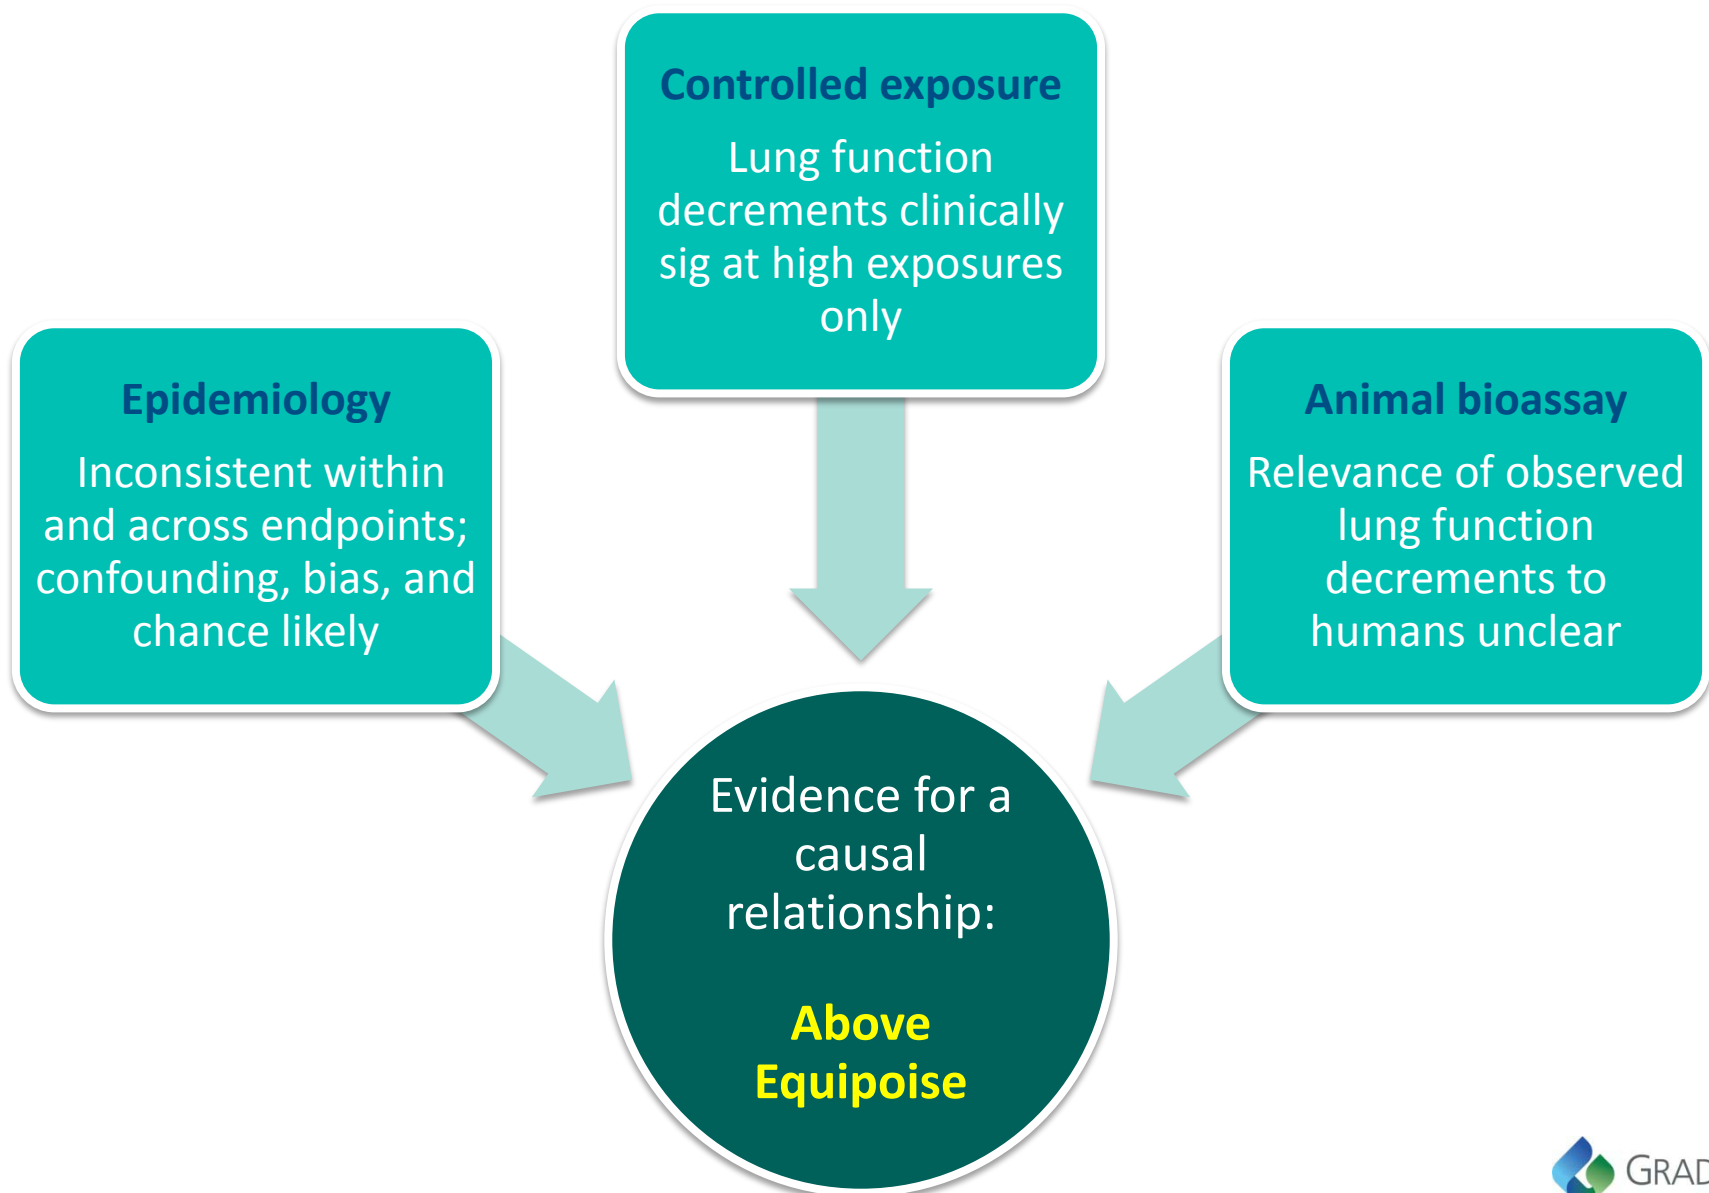 Controlled exposure
Lung function
decrements clinically
sig at high exposures
only
Epidemiology
Inconsistent within
and across endpoints;
confounding, bias, and
chance likely
Animal bioassay
Relevance of observed
lung function
decrements to
humans unclear
Evidence for a
causal
relationship:
Above
Equipoise
GRAD